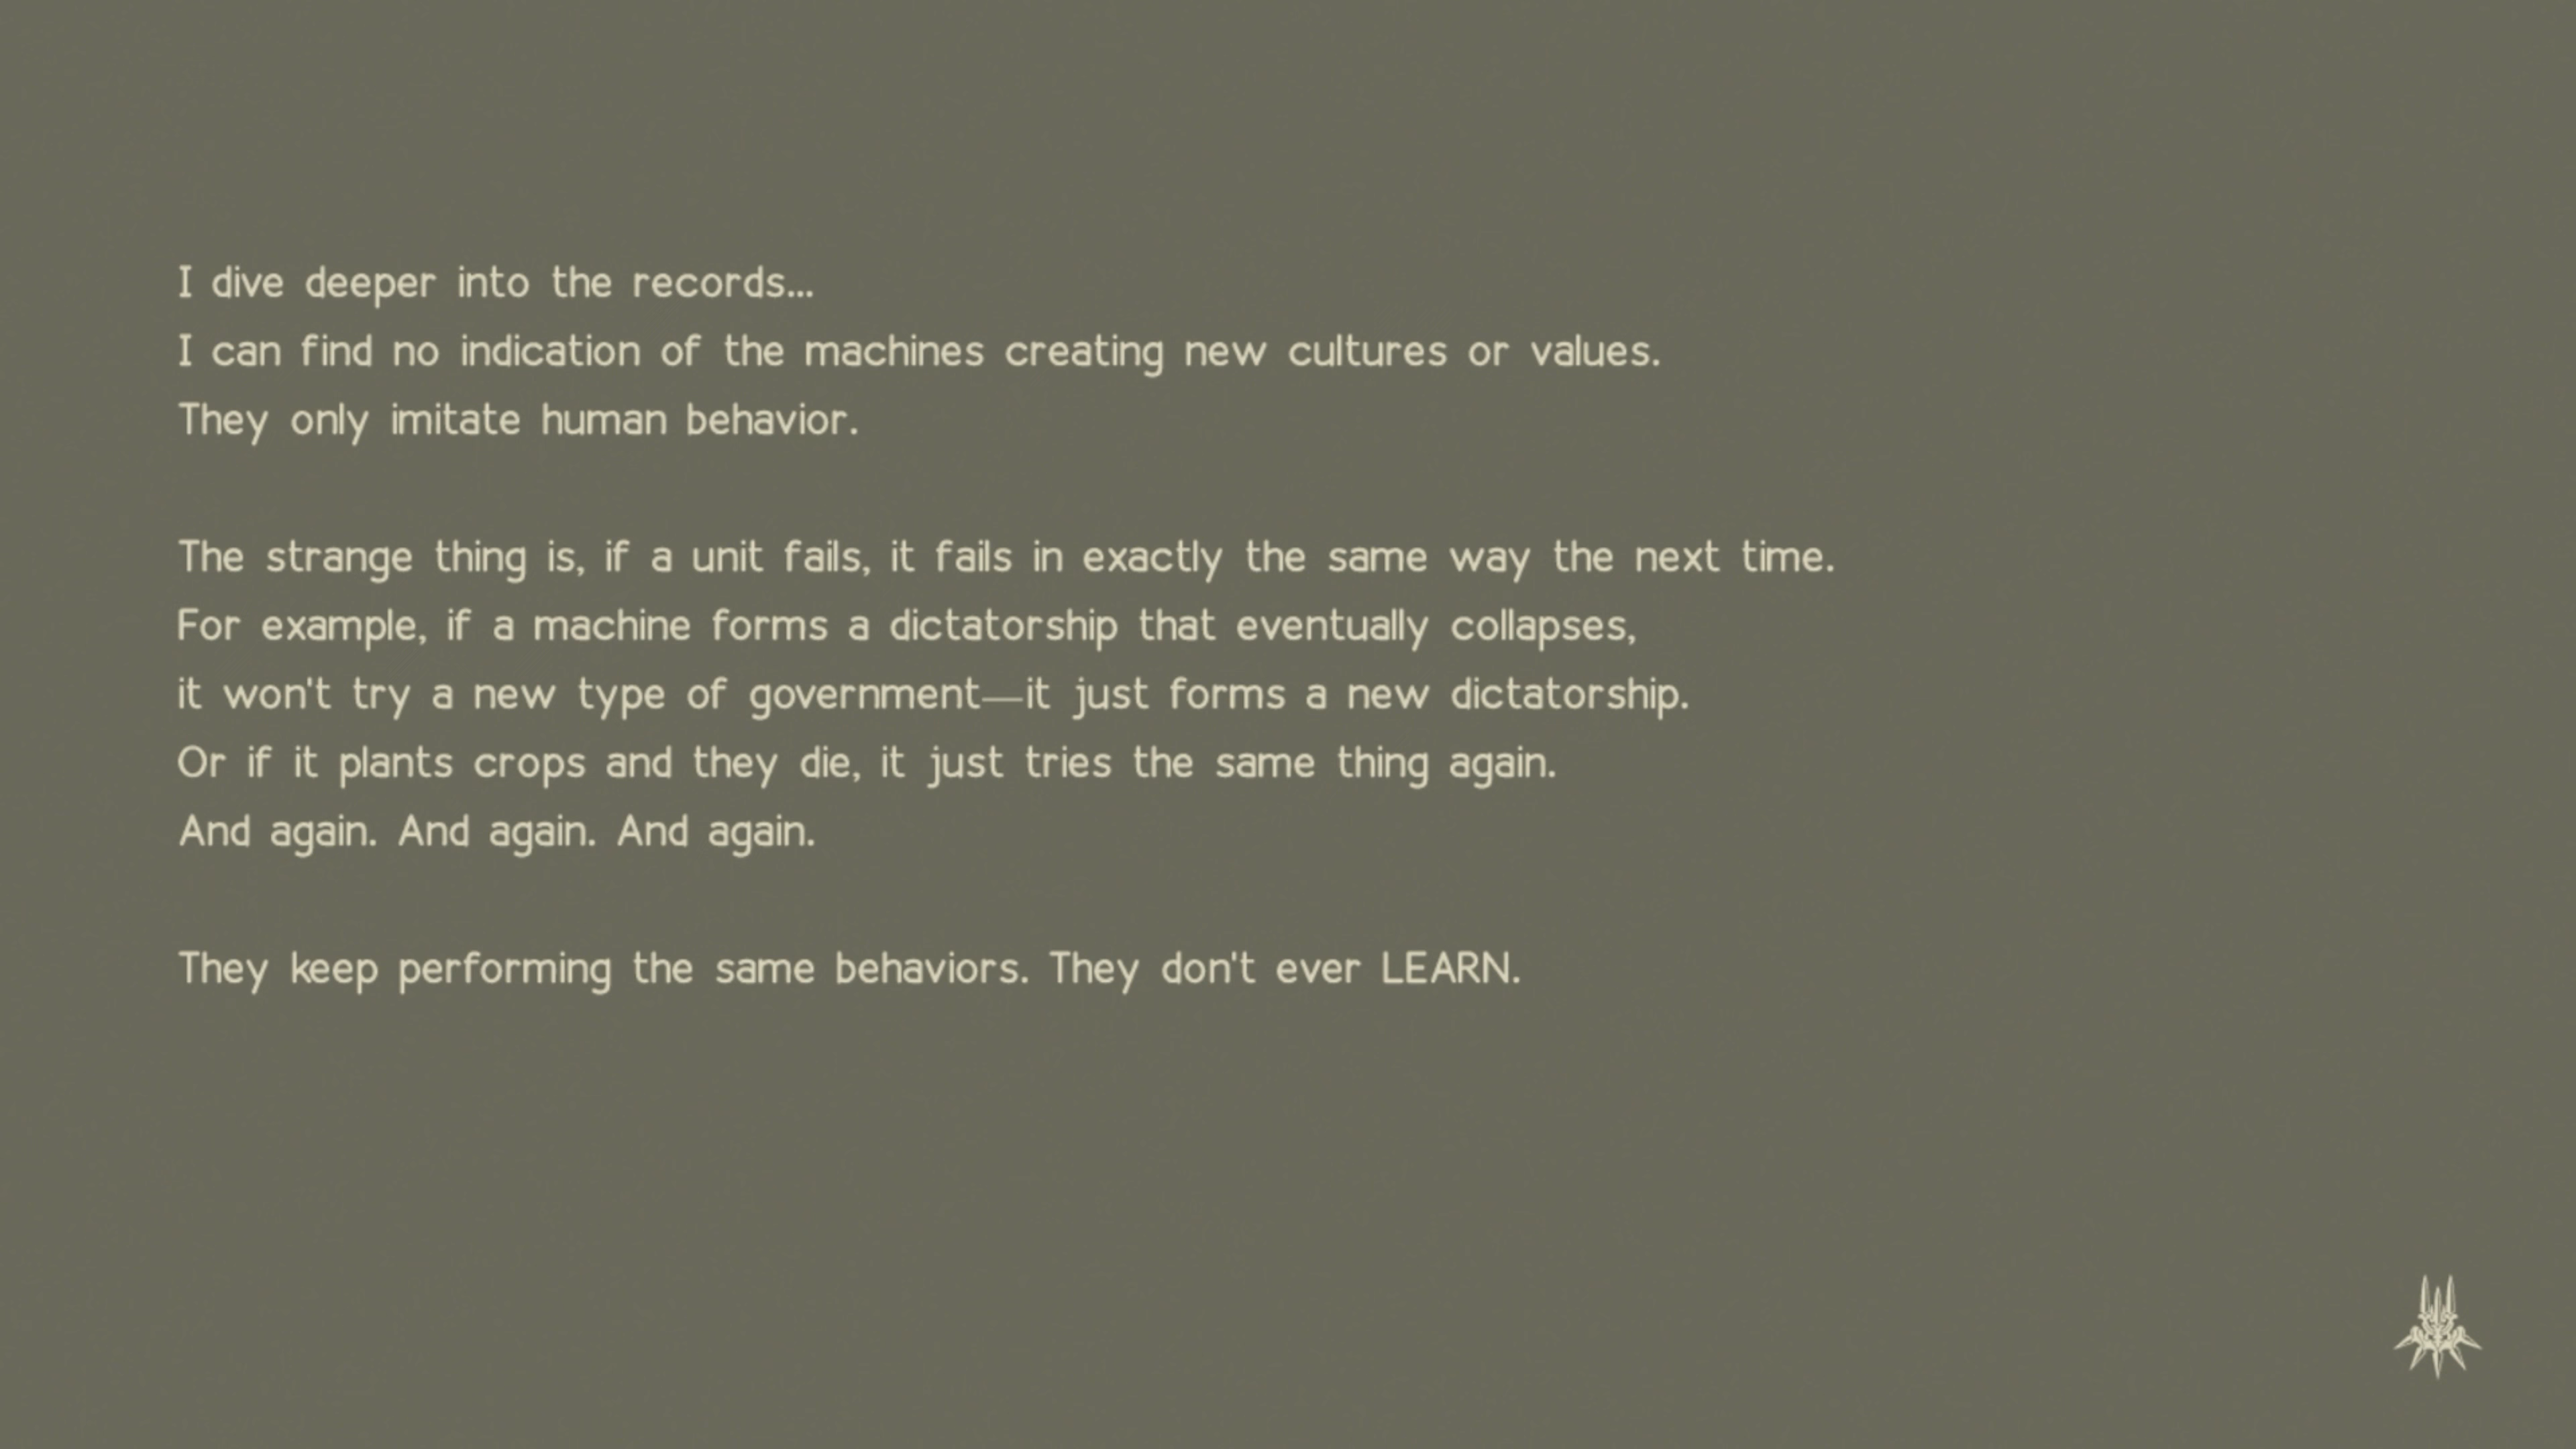 I dive deeper into the records...
I can find no indication of the machines creating new cultures or values.
They only imitate human behavior.
The strange thing is, if a unit fails, it fails in exactly the same way the next time.
For example, if a machine forms a dictatorship that eventually collapses,
it won't try a new type of government—it just forms a new dictatorship.
Or if it plants crops and they die, it just tries the same thing again.
And again. And again. And again.
They keep performing the same behaviors. They don't ever LEARN.